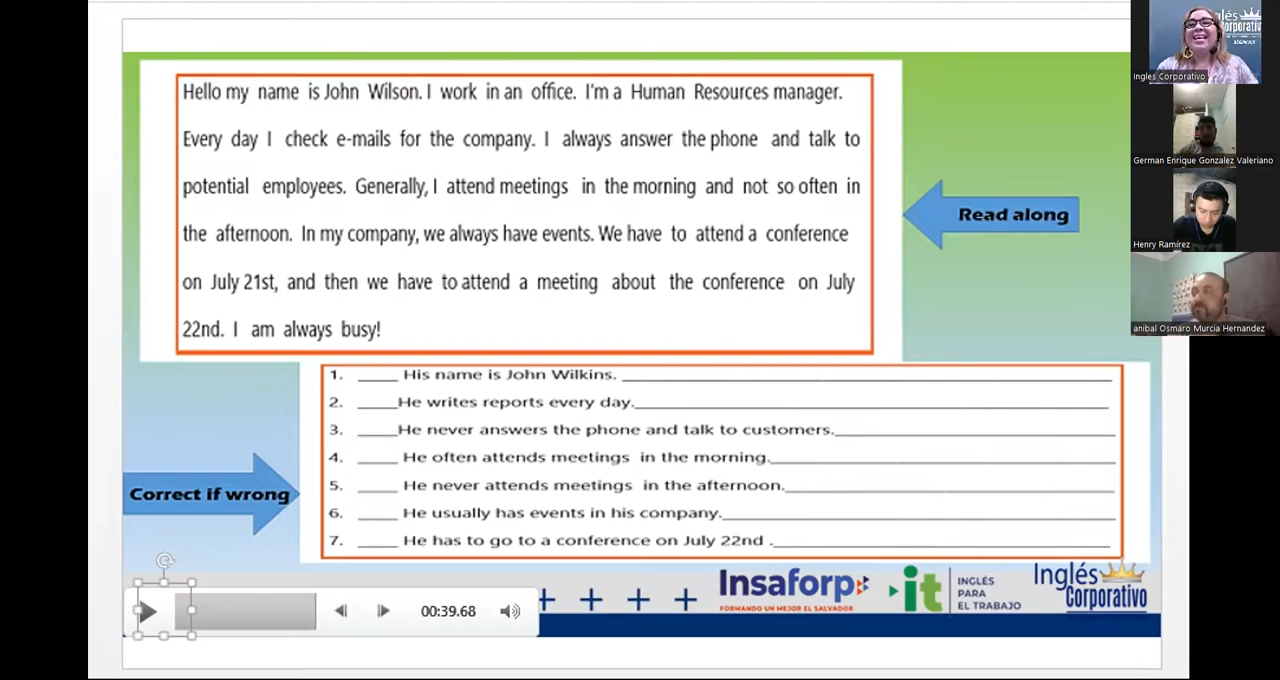 Hello my name is John Wilson. I work in an office. I'm a Human Resources manager.
Every day I check e-mails for the company. I always answer the phone and talk to
potential employees. Generally, I attend meetings in the morning and not so often in
the afternoon. In my company, we always have events. We have to attend a conference
on July 21st, and then we have to attend a meeting about the conference on July
22nd. I am always busy!
Read along
1. _____ His name is John Wilkins. _____
2. _____He writes reports every day._____
3. _____He never answers the phone and talk to customers._____
4. _____ He often attends meetings in the morning._____
5. _____ He never attends meetings in the afternoon._____
6. _____ He usually has events in his company._____
7. _____ He has to go to a conference on July 22nd ._____
Correct if wrong
00:39.68
Insaforp
FORMANDO UN MEJOR EL SALVADOR
it
INGLÉS
PARA
EL TRABAJO
Inglés
Corporativo
Ingles Corporativo
German Enrique Gonzalez Valeriano
Henry Ramírez
anibal Osmaro Murcia Hernandez